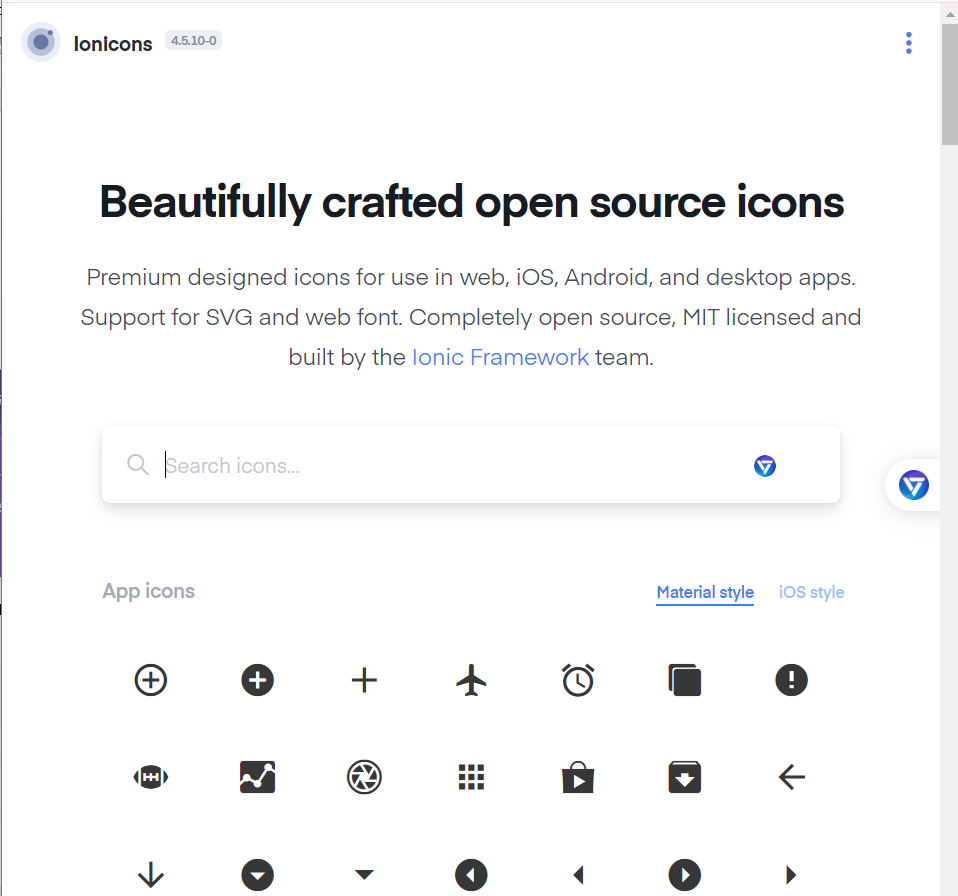 Ionicons 4.5.10-0
Beautifully crafted open source icons
Premium designed icons for use in web, iOS, Android, and desktop apps.
Support for SVG and web font. Completely open source, MIT licensed and
built by the Ionic Framework team.
Search icons...
App icons
Material style
iOS style